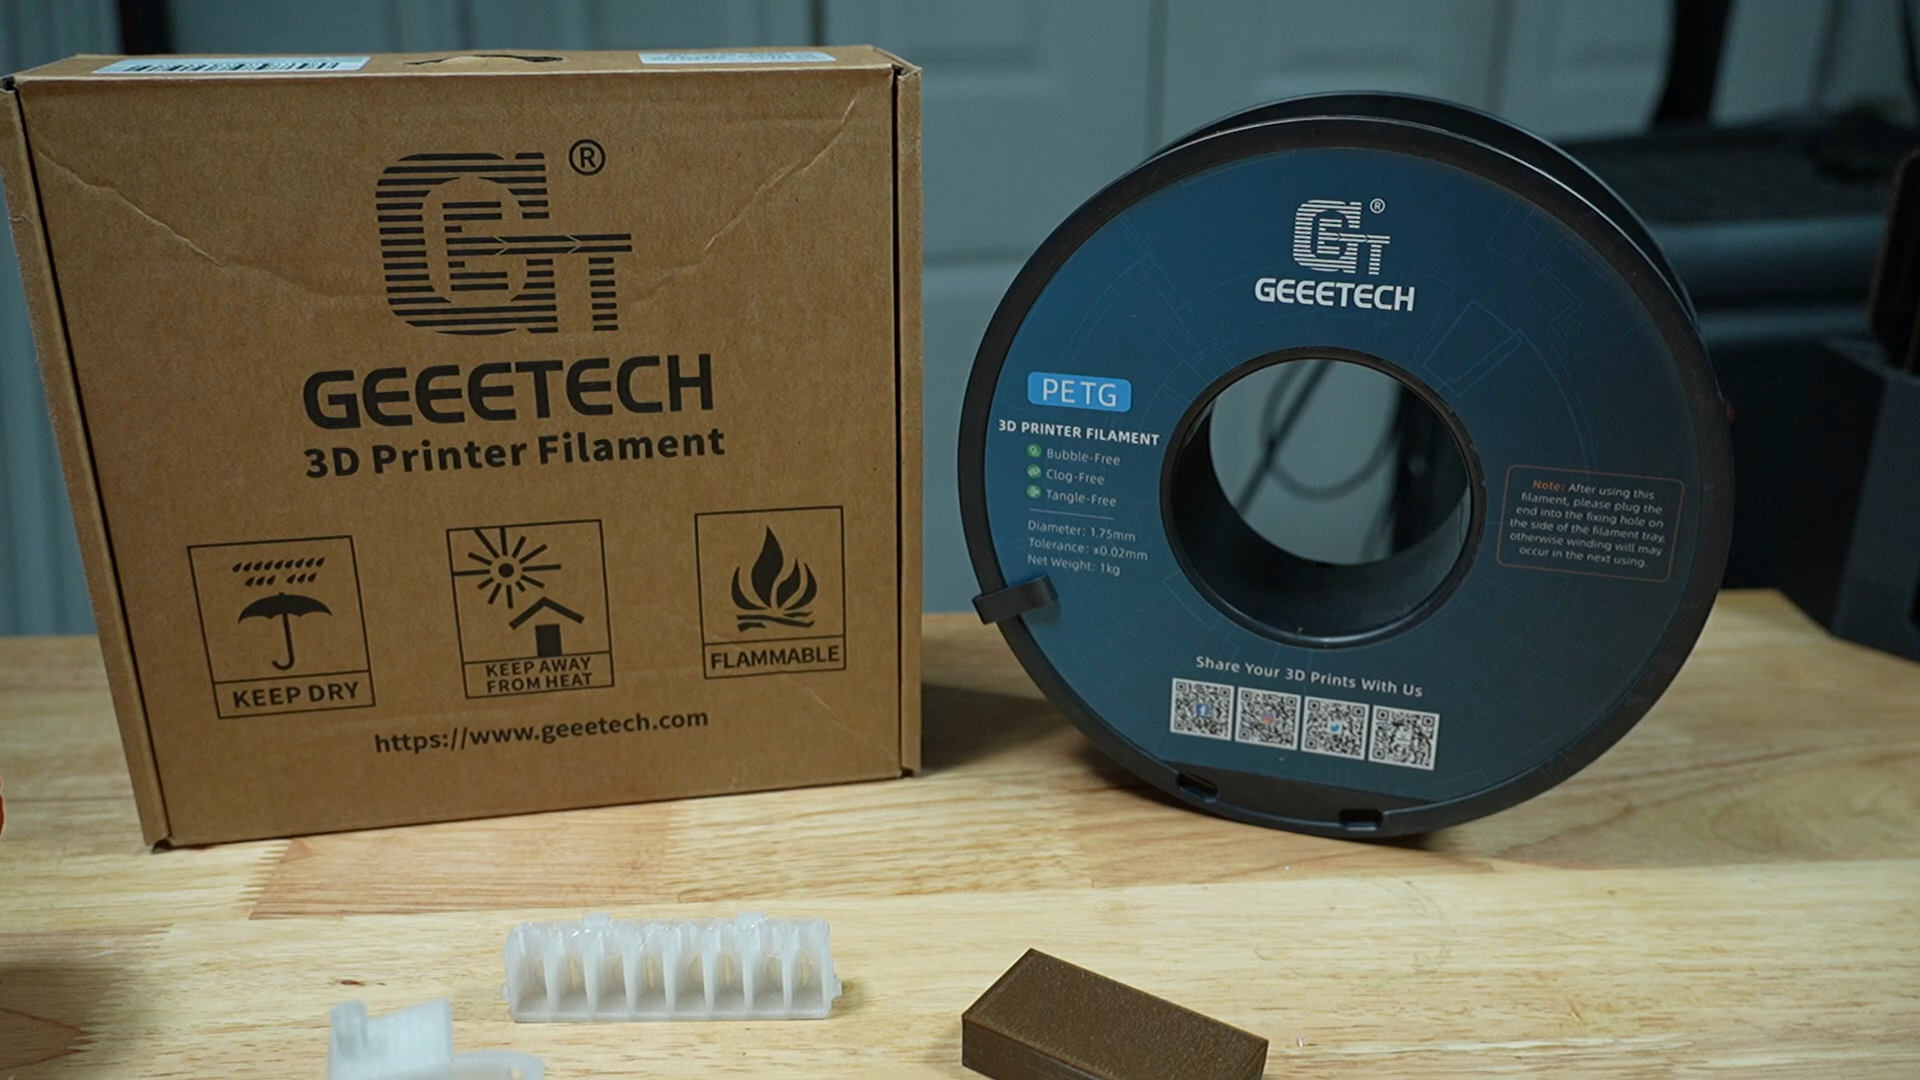 ®
GEEETECH
3D Printer Filament
KEEP DRY
KEEP AWAY
FROM HEAT
FLAMMABLE
https://www.geeetech.com
GET®
GEEETECH
PETG
3D PRINTER FILAMENT
Bubble-Free
Clog-Free
Tangle-Free
Diameter: 1.75mm
Tolerance: ±0.02mm
Net Weight: 1kg
Note: After using this
filament, please plug the
end into the fixing hole on
the side of the filament tray,
otherwise winding will may
occur in the next using.
Share Your 3D Prints With Us